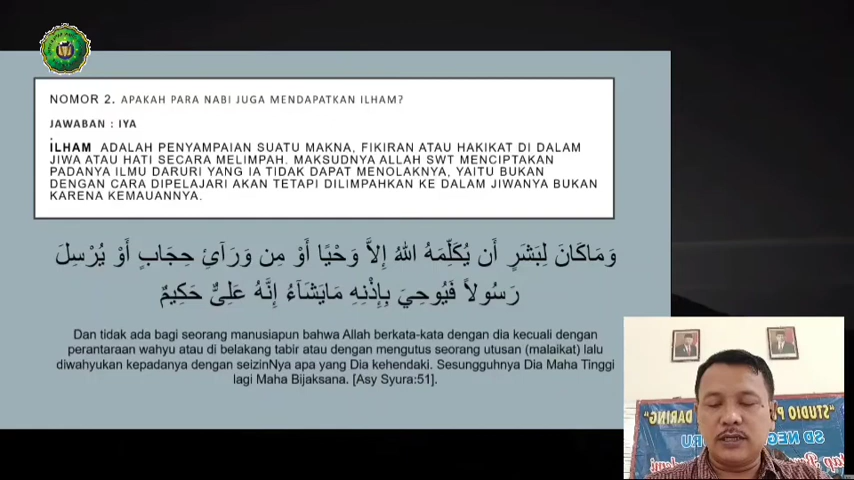 NOMOR 2. APAKAH PARA NABI JUGA MENDAPATKAN ILHAM?
JAWABAN : IYA
İLHAM ADALAH PENYAMPAIAN SUATU MAKNA, FIKIRAN ATAU HAKIKAT DI DALAM
JIWA ATAU HATI SECARA MELIMPAH. MAKSUDNYA ALLAH SWT MENCIPTAKAN
PADANYA ILMU DARURI YANG IA TIDAK DAPAT MENOLAKNYA, YAITU BUKAN
DENGAN CARA DIPELAJARI AKAN TETAPI DILIMPAHKAN KE DALAM JIWANYA BUKAN
KARENA KEMAUANNYA.
وَمَاكَانَ لِبَشَرٍ أَن يُكَلِّمَهُ اللهُ إِلاَّ وَحْيًا أَوْ مِن وَرَآئِ حِجَابٍ أَوْ يُرْسِلَ
رَسُولاً فَيُوحِيَ بِإِذْنِهِ مَايَشَآءُ إِنَّهُ عَلِىٌّ حَكِيمٌ
Dan tidak ada bagi seorang manusiapun bahwa Allah berkata-kata dengan dia kecuali dengan
perantaraan wahyu atau di belakang tabir atau dengan mengutus seorang utusan (malaikat) lalu
diwahyukan kepadanya dengan seizinNya apa yang Dia kehendaki. Sesungguhnya Dia Maha Tinggi
lagi Maha Bijaksana. [Asy Syura:51].
"STUDIO P
DARING"
SD NEG
RU